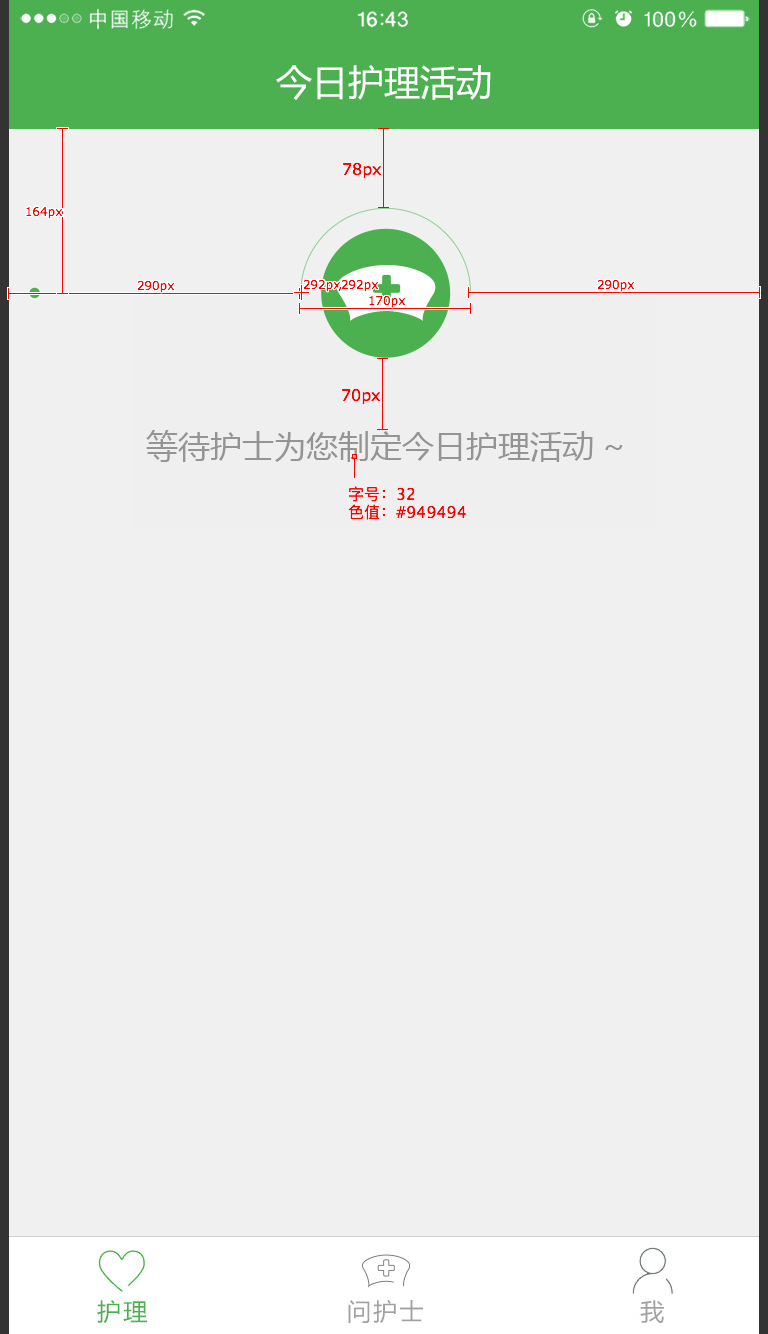 中国移动 16:43 100%
今日护理活动
78px
164px
290px 292px,292px 290px
170px
70px
等待护士为您制定今日护理活动 ~
字号：32
色值：#949494
护理 问护士 我